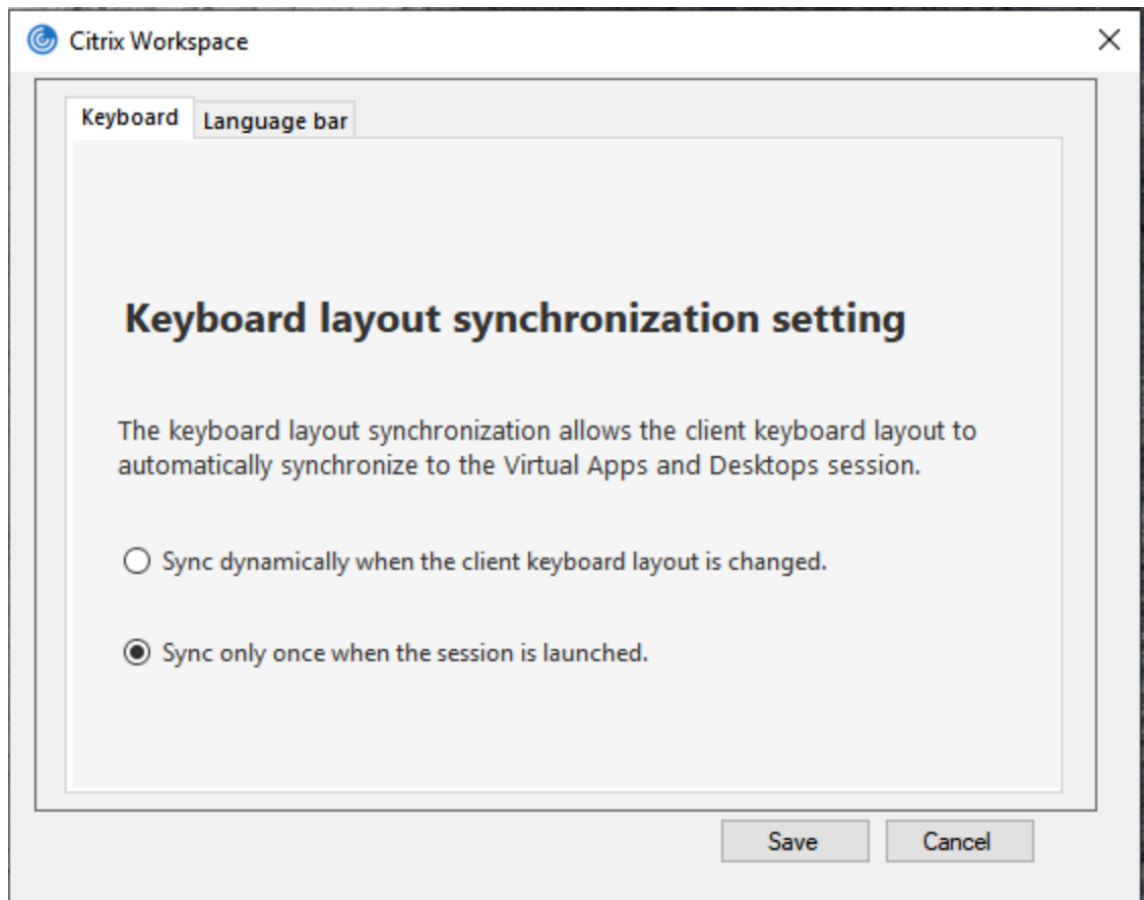 Citrix Workspace
Keyboard
Language bar
Keyboard layout synchronization setting
The keyboard layout synchronization allows the client keyboard layout to
automatically synchronize to the Virtual Apps and Desktops session.
Sync dynamically when the client keyboard layout is changed.
Sync only once when the session is launched.
Save
Cancel